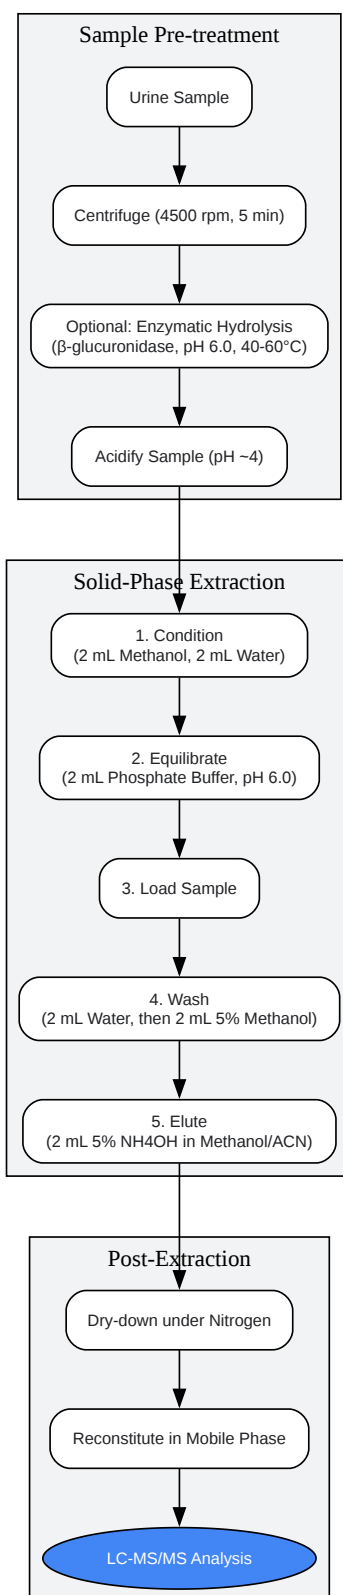 Sample Pre-treatment
Urine Sample
Centrifuge (4500 rpm, 5 min)
Optional: Enzymatic Hydrolysis
(β-glucuronidase, pH 6.0, 40-60°C)
Acidify Sample (pH ~4)
Solid-Phase Extraction
1. Condition
(2 mL Methanol, 2 mL Water)
2. Equilibrate
(2 mL Phosphate Buffer, pH 6.0)
3. Load Sample
4. Wash
(2 mL Water, then 2 mL 5% Methanol)
5. Elute
(2 mL 5% NH4OH in Methanol/ACN)
Post-Extraction
Dry-down under Nitrogen
Reconstitute in Mobile Phase
LC-MS/MS Analysis